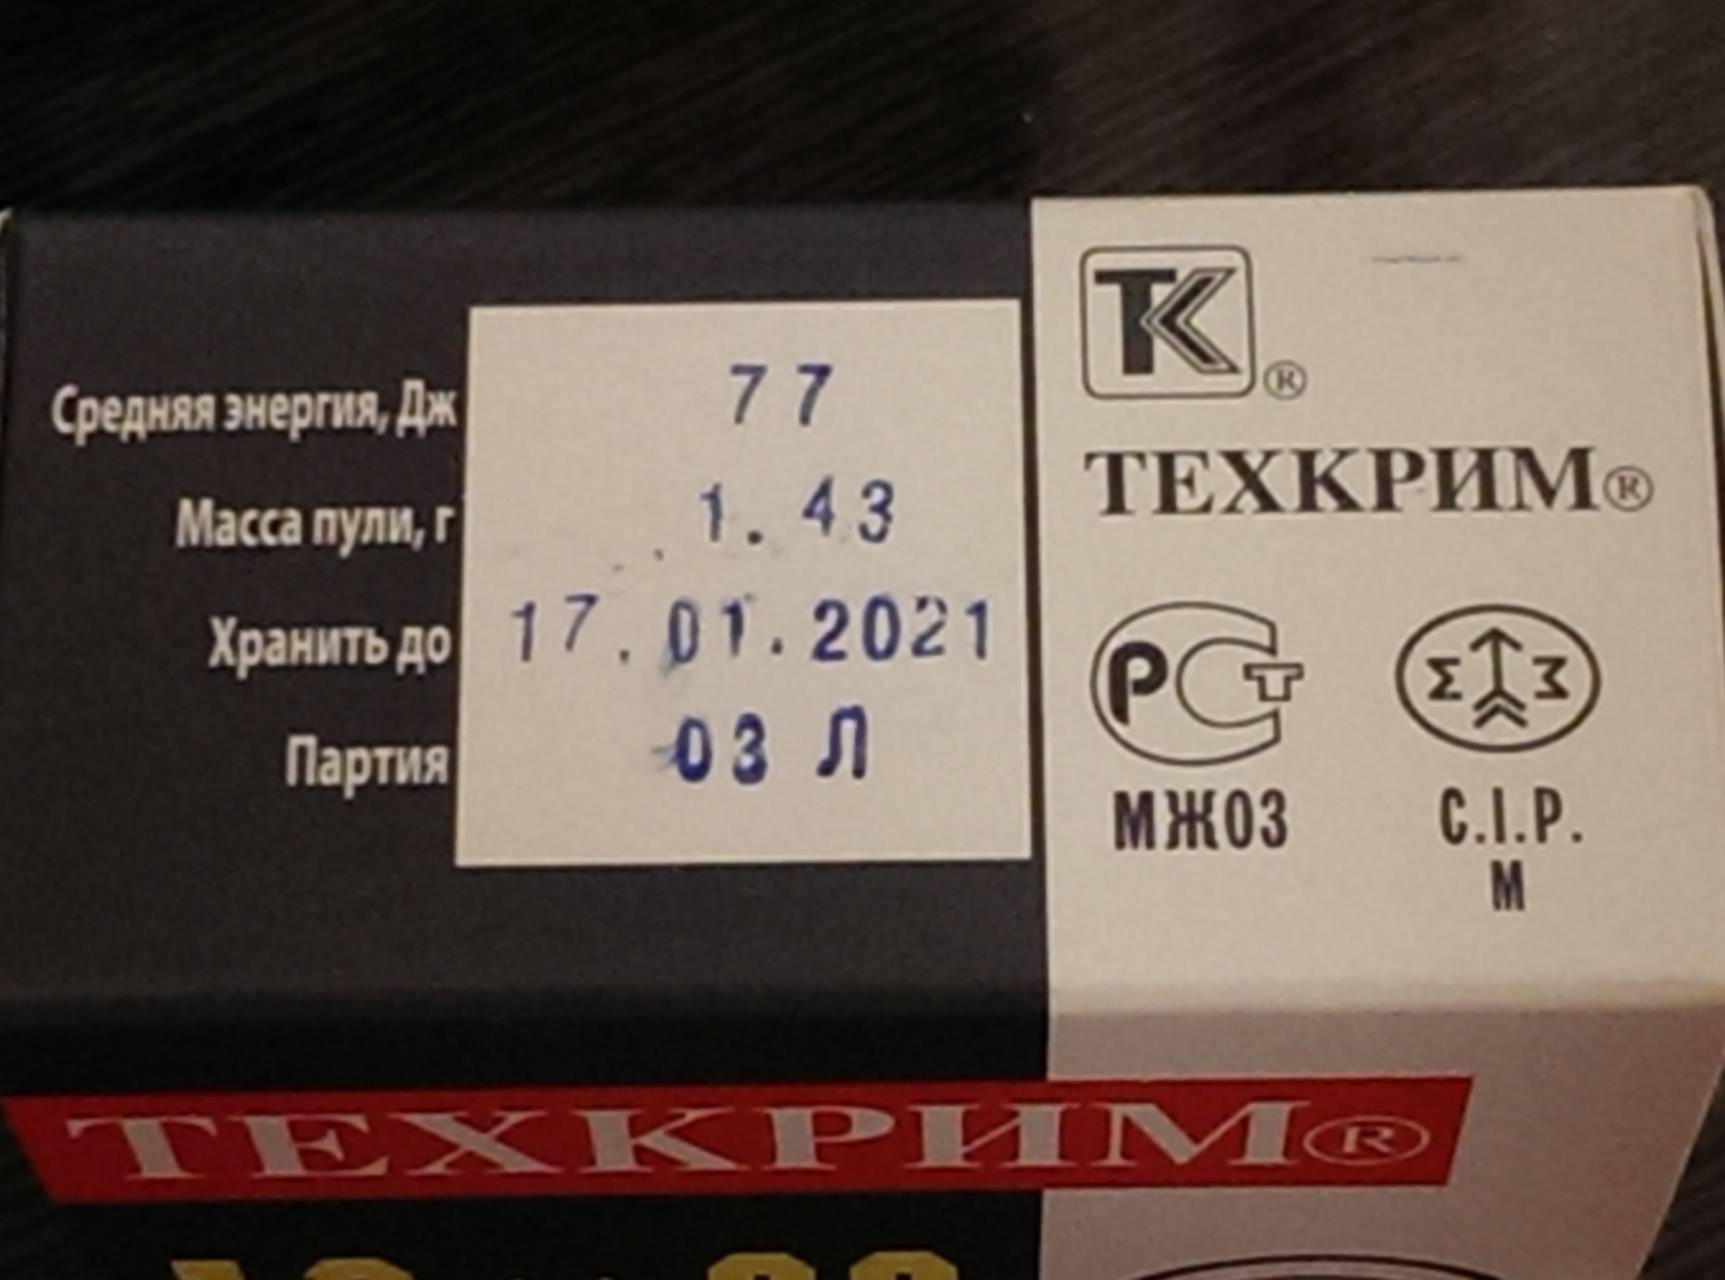 Средняя энергия, Дж 77
Масса пули, г 1.43
Хранить до 17.01.2021
Партия 03 Л
ТК®
ТЕХКРИМ®
РСТ
МЖ03
C.I.P.
М
ТЕХКРИМ®